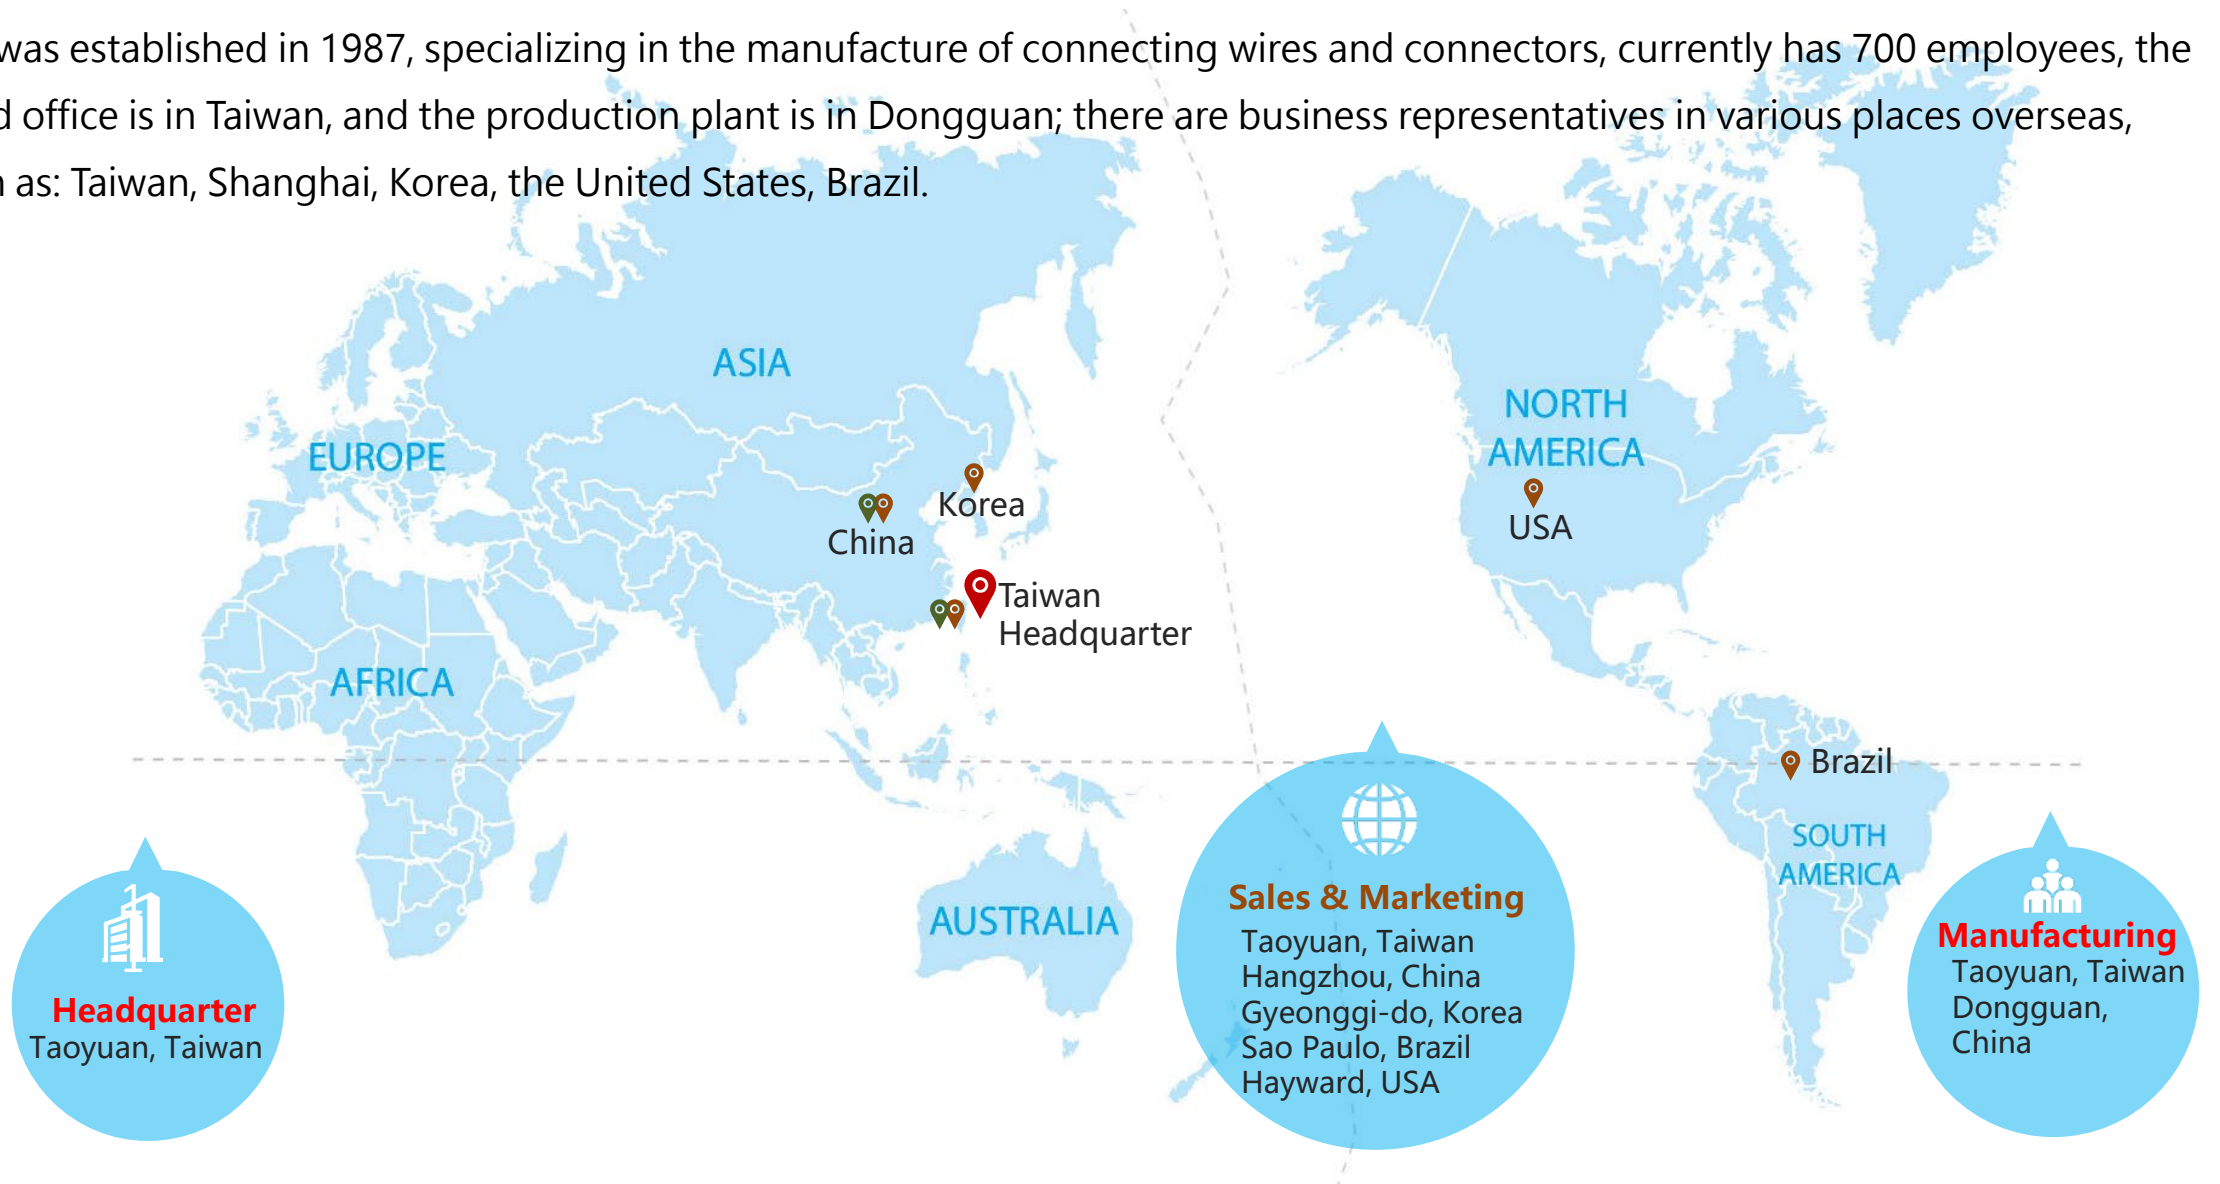 was established in 1987, specializing in the manufacture of connecting wires and connectors, currently has 700 employees, the
office is in Taiwan, and the production plant is in Dongguan; there are business representatives in various places overseas,
as: Taiwan, Shanghai, Korea, the United States, Brazil.
ASIA
NORTH
AMERICA
EUROPE
Korea
China
USA
Taiwan
Headquarter
AFRICA
Brazil
SOUTH
AMERICA
AUSTRALIA
Headquarter
Taoyuan, Taiwan
Sales & Marketing
Taoyuan, Taiwan
Hangzhou, China
Gyeonggi-do, Korea
Sao Paulo, Brazil
Hayward, USA
Manufacturing
Taoyuan, Taiwan
Dongguan,
China